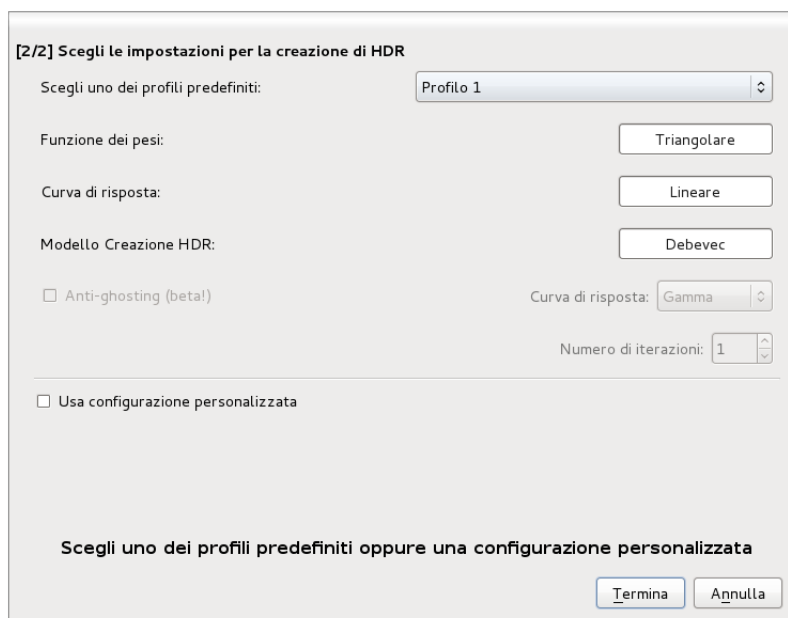 [2/2] Scegli le impostazioni per la creazione di HDR
Scegli uno dei profili predefiniti: Profilo 1
Funzione dei pesi: Triangolare
Curva di risposta: Lineare
Modello Creazione HDR: Debevec
Anti-ghosting (beta!) Curva di risposta: Gamma
Numero di iterazioni: 1
Usa configurazione personalizzata
Scegli uno dei profili predefiniti oppure una configurazione personalizzata
Termina Annulla